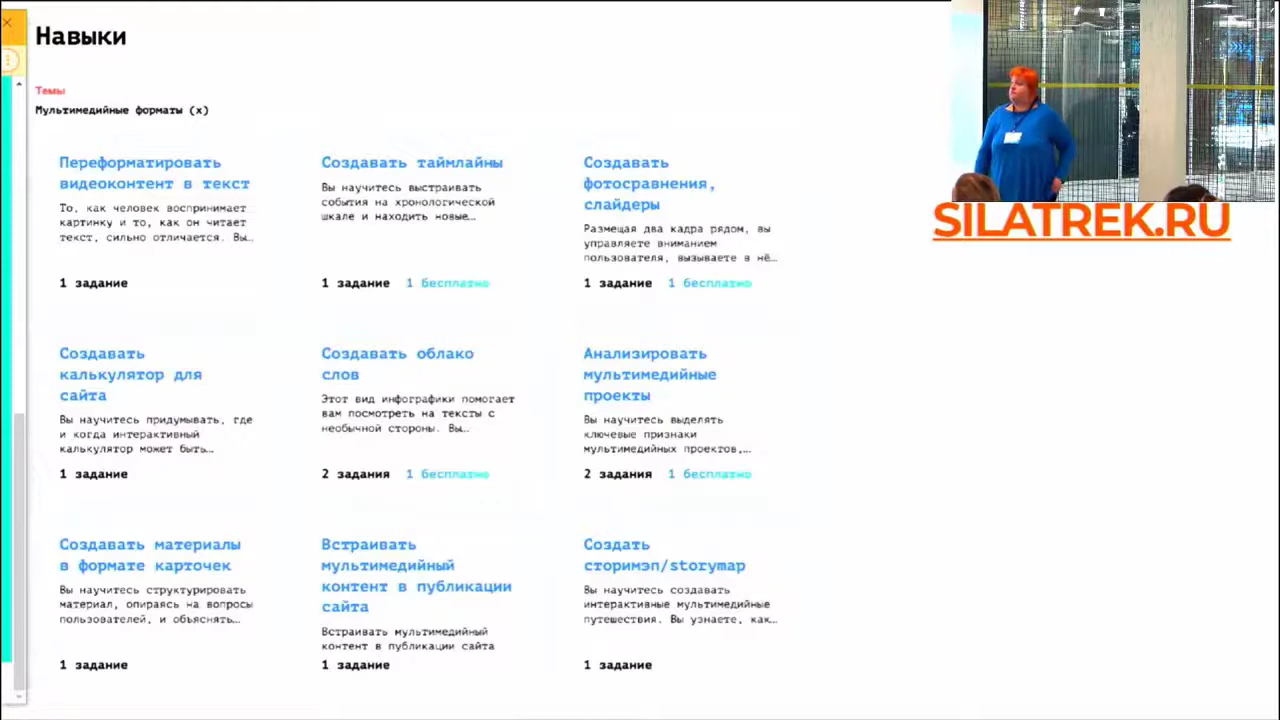 Навыки
Темы
Мультимедийные форматы (x)
Переформатировать
видеоконтент в текст
То, как человек воспринимает
картинку и то, как он читает
текст, сильно отличается. Вы…
1 задание
Создавать таймлайны
Вы научитесь выстраивать
события на хронологической
шкале и находить новые…
1 задание 1 бесплатно
Создавать
фотосравнения,
слайдеры
Размещая два кадра рядом, вы
управляете вниманием
пользователя, вызываете в нё…
1 задание 1 бесплатно
Создавать
калькулятор для
сайта
Вы научитесь придумывать, где
и когда интерактивный
калькулятор может быть…
1 задание
Создавать облако
слов
Этот вид инфографики помогает
вам посмотреть на тексты с
необычной стороны. Вы…
2 задания 1 бесплатно
Анализировать
мультимедийные
проекты
Вы научитесь выделять
ключевые признаки
мультимедийных проектов,…
2 задания 1 бесплатно
Создавать материалы
в формате карточек
Вы научитесь структурировать
материал, опираясь на вопросы
пользователей, и объяснять…
1 задание
Встраивать
мультимедийный
контент в публикации
сайта
Встраивать мультимедийный
контент в публикации сайта
1 задание
Создать
сторимэп/storymap
Вы научитесь создавать
интерактивные мультимедийные
путешествия. Вы узнаете, как…
1 задание
SILATREK.RU